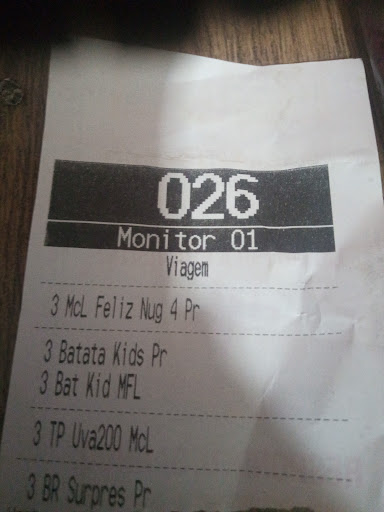 026
Monitor 01
Viagem
3 McL Feliz Nug 4 Pr
3 Batata Kids Pr
3 Bat Kid MFL
3 TP Uva200 McL
3 BR Surpres Pr